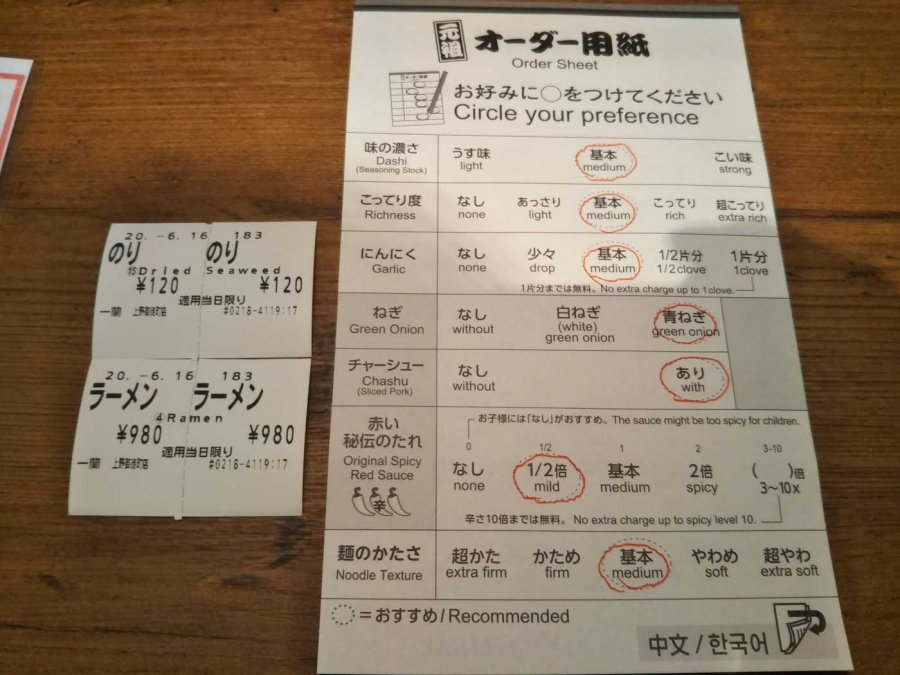 20.-6.16 183
のり のり
15 Dried Seaweed
¥120 ¥120
適用当日限り
一蘭 上野御徒町店 #0218-4119:17
20.-6.16 183
ラーメン ラーメン
4 Ramen
¥980 ¥980
適用当日限り
一蘭 上野御徒町店 #0218-4119:17
元祖 オーダー用紙
Order Sheet
お好みに○をつけてください
Circle your preference
味の濃さ
Dashi
(Seasoning Stock)
うす味 基本 こい味
light medium strong
こってり度
Richness
なし あっさり 基本 こってり 超こってり
none light medium rich extra rich
にんにく
Garlic
なし 少々 基本 1/2片分 1片分
none drop medium 1/2clove 1clove
1片分までは無料。No extra charge up to 1clove.
ねぎ
Green Onion
なし 白ねぎ 青ねぎ
without (white) green onion green onion
チャーシュー
Chashu
(Sliced Pork)
なし あり
without with
赤い
秘伝のたれ
Original Spicy
Red Sauce
辛
お子様には「なし」がおすすめ。The sauce might be too spicy for children.
0 1/2 1 2 3-10
なし 1/2倍 基本 2倍 ( )倍
none mild medium spicy 3~10x
辛さ10倍までは無料。No extra charge up to spicy level 10.
麺のかたさ
Noodle Texture
超かた かため 基本 やわめ 超やわ
extra firm firm medium soft extra soft
=おすすめ/Recommended
中文/한국어